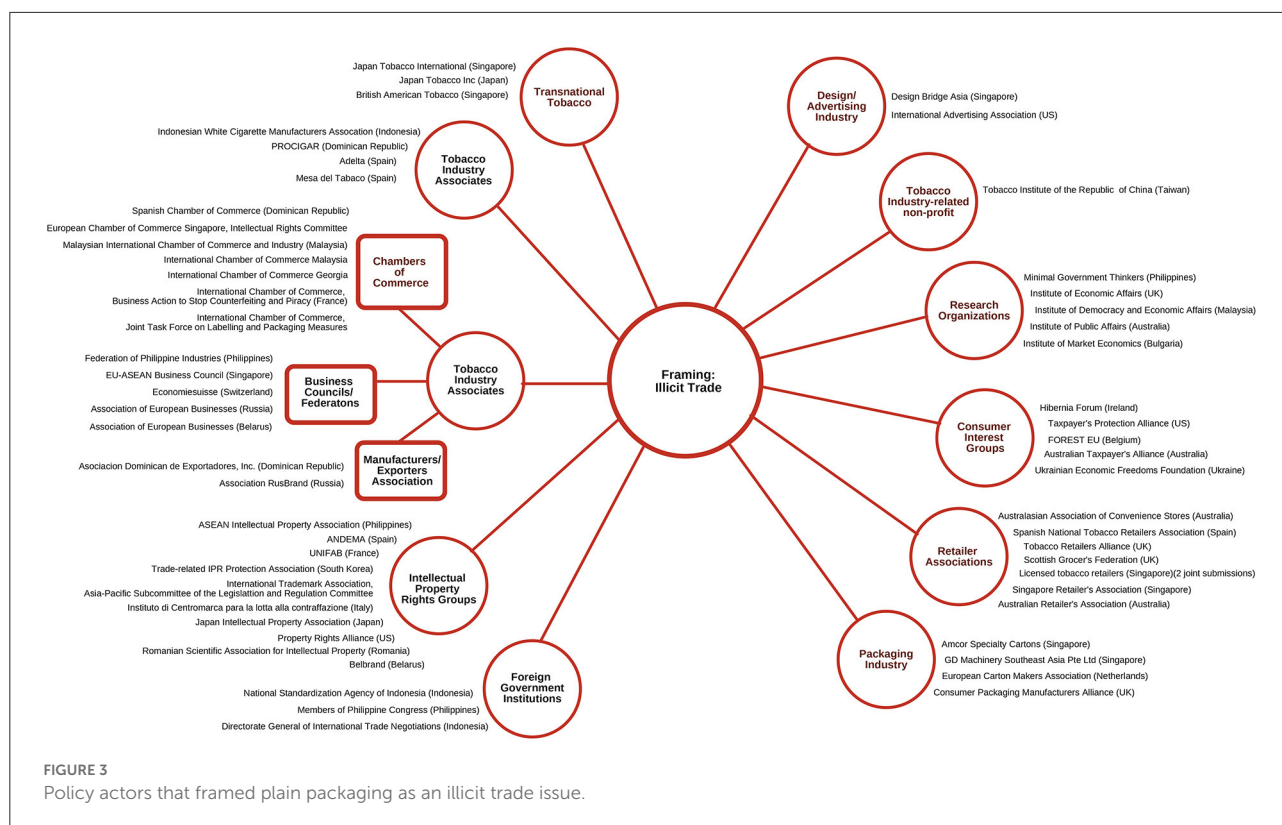 Japan Tobacco International (Singapore)
Japan Tobacco Inc (Japan)
British American Tobacco (Singapore)
Transnational
Tobacco
Indonesian White Cigarette Manufacturers Assocation (Indonesia)
PROCIGAR (Dominican Republic)
Adelta (Spain)
Mesa del Tabaco (Spain)
Tobacco
Industry
Associates
Spanish Chamber of Commerce (Dominican Republic)
European Chamber of Commerce Singapore, Intellectual Rights Committee
Malaysian International Chamber of Commerce and Industry (Malaysia)
International Chamber of Commerce Malaysia
International Chamber of Commerce Georgia
International Chamber of Commerce,
Business Action to Stop Counterfeiting and Piracy (France)
International Chamber of Commerce,
Joint Task Force on Labelling and Packaging Measures
Chambers
of
Commerce
Federation of Philippine Industries (Philippines)
EU-ASEAN Business Council (Singapore)
Economiesuisse (Switzerland)
Association of European Businesses (Russia)
Association of European Businesses (Belarus)
Business
Councils/
Federatons
Tobacco
Industry
Associates
Asociacion Dominican de Exportadores, Inc. (Dominican Republic)
Association RusBrand (Russia)
Manufacturers/
Exporters
Association
ASEAN Intellectual Property Association (Philippines)
ANDEMA (Spain)
UNIFAB (France)
Trade-related IPR Protection Association (South Korea)
International Trademark Association,
Asia-Pacific Subcommittee of the Legislattion and Regulation Committee
Instituto di Centromarca para la lotta alla contraffazione (Italy)
Japan Intellectual Property Association (Japan)
Property Rights Alliance (US)
Romanian Scientific Association for Intellectual Property (Romania)
Belbrand (Belarus)
Intellectual
Property
Rights Groups
National Standardization Agency of Indonesia (Indonesia)
Members of Philippine Congress (Philippines)
Directorate General of International Trade Negotiations (Indonesia)
Foreign
Government
Institutions
Framing:
Illicit Trade
Design/
Advertising
Industry
Design Bridge Asia (Singapore)
International Advertising Association (US)
Tobacco
Industry-related
non-profit
Tobacco Institute of the Republic of China (Taiwan)
Research
Organizations
Minimal Government Thinkers (Philippines)
Institute of Economic Affairs (UK)
Institute of Democracy and Economic Affairs (Malaysia)
Institute of Public Affairs (Australia)
Institute of Market Economics (Bulgaria)
Consumer
Interest
Groups
Hibernia Forum (Ireland)
Taxpayer's Protection Alliance (US)
FOREST EU (Belgium)
Australian Taxpayer's Alliance (Australia)
Ukrainian Economic Freedoms Foundation (Ukraine)
Retailer
Associations
Australasian Association of Convenience Stores (Australia)
Spanish National Tobacco Retailers Association (Spain)
Tobacco Retailers Alliance (UK)
Scottish Grocer's Federation (UK)
Licensed tobacco retailers (Singapore)(2 joint submissions)
Singapore Retailer's Association (Singapore)
Australian Retailer's Association (Australia)
Packaging
Industry
Amcor Specialty Cartons (Singapore)
GD Machinery Southeast Asia Pte Ltd (Singapore)
European Carton Makers Association (Netherlands)
Consumer Packaging Manufacturers Alliance (UK)
FIGURE 3
Policy actors that framed plain packaging as an illicit trade issue.